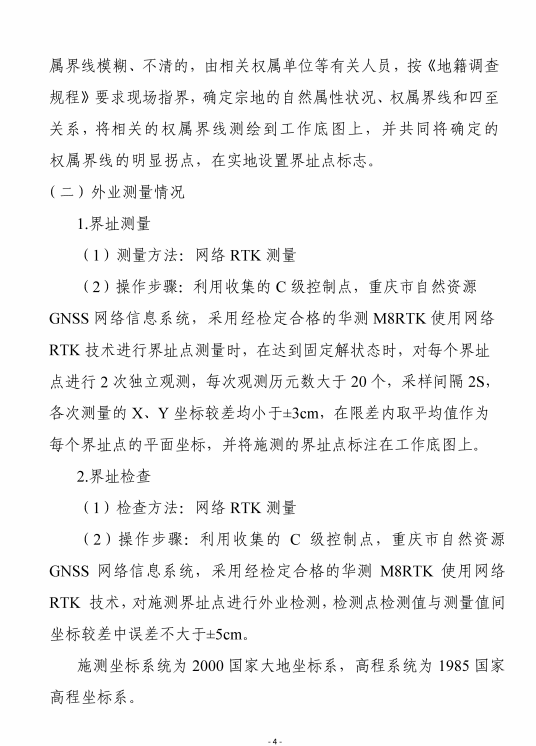 属界线模糊、不清的，由相关权属单位等有关人员，按《地籍调查
规程》要求现场指界，确定宗地的自然属性状况、权属界线和四至
关系，将相关的权属界线测绘到工作底图上，并共同将确定的
权属界线的明显拐点，在实地设置界址点标志。
（二）外业测量情况
1.界址测量
（1）测量方法：网络 RTK 测量
（2）操作步骤：利用收集的 C 级控制点，重庆市自然资源
GNSS 网络信息系统，采用经检定合格的华测 M8RTK 使用网络
RTK 技术进行界址点测量时，在达到固定解状态时，对每个界址
点进行 2 次独立观测，每次观测历元数大于 20 个，采样间隔 2S，
各次测量的 X、Y 坐标较差均小于±3cm，在限差内取平均值作为
每个界址点的平面坐标，并将施测的界址点标注在工作底图上。
2.界址检查
（1）检查方法：网络 RTK 测量
（2）操作步骤：利用收集的 C 级控制点，重庆市自然资源
GNSS 网络信息系统，采用经检定合格的华测 M8RTK 使用网络
RTK 技术，对施测界址点进行外业检测，检测点检测值与测量值间
坐标较差中误差不大于±5cm。
施测坐标系统为 2000 国家大地坐标系，高程系统为 1985 国家
高程坐标系。
- 4 -